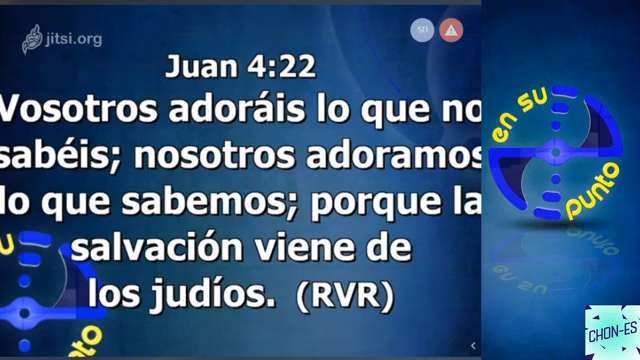 jitsi.org
Juan 4:22
Vosotros adoráis lo que no
sabéis; nosotros adoramos
lo que sabemos; porque la
salvación viene de
los judíos. (RVR)
en su
punto
CHON-ES